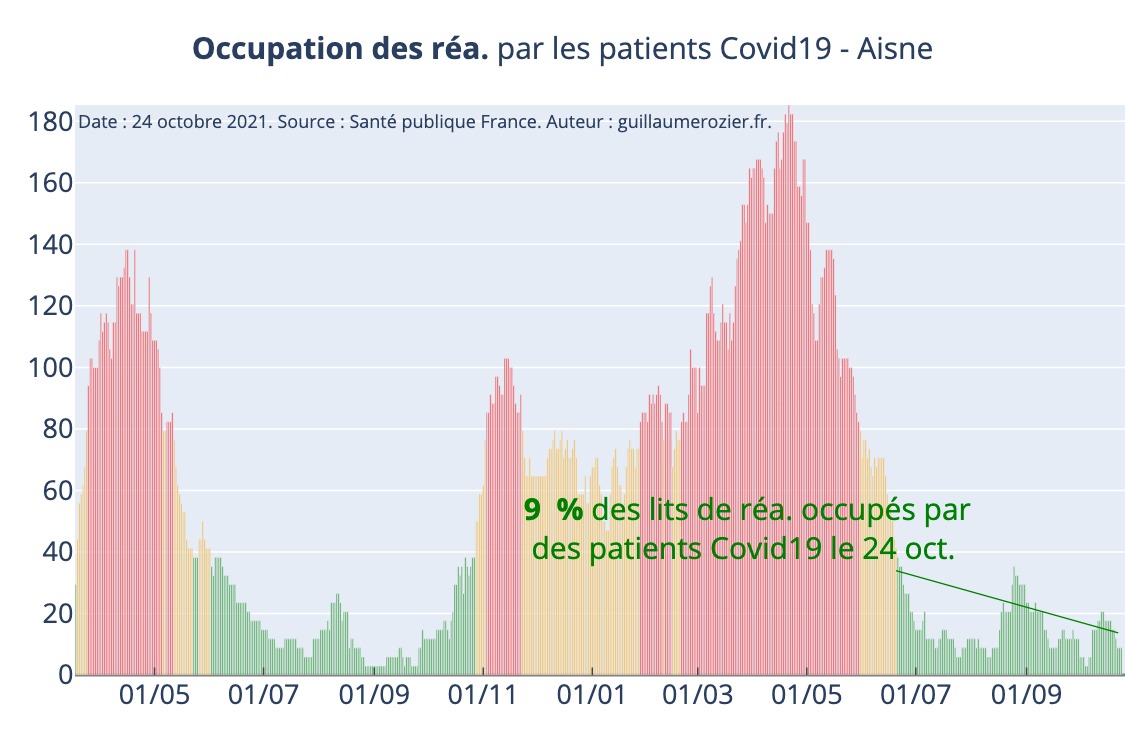 Occupation des réa. par les patients Covid19 - Aisne
180
Date : 24 octobre 2021. Source : Santé publique France. Auteur : guillaumerozier.fr.
160
140
120
100
80
60
9 % des lits de réa. occupés par
des patients Covid19 le 24 oct.
40
20
0
01/05 01/07 01/09 01/11 01/01 01/03 01/05 01/07 01/09